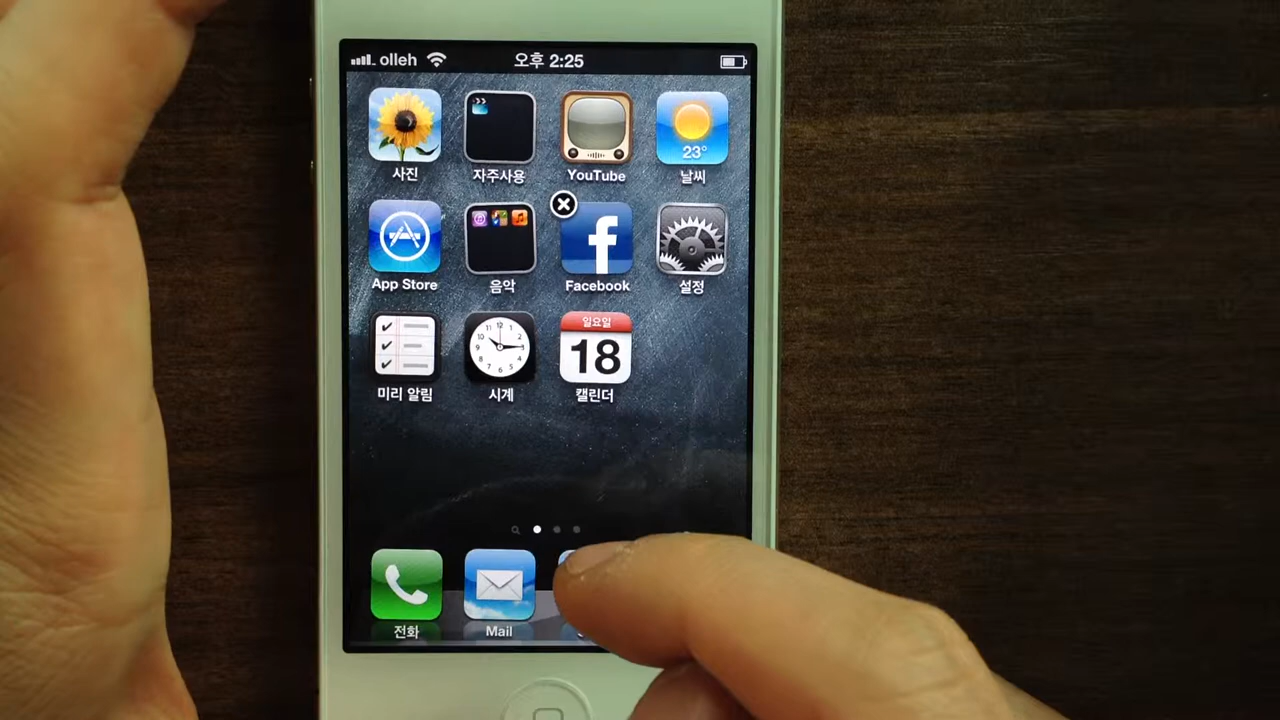 olleh 오후 2:25
23°
사진 자주사용 YouTube 날씨
App Store 음악 Facebook 설정
일요일
18
미리 알림 시계 캘린더
전화 Mail